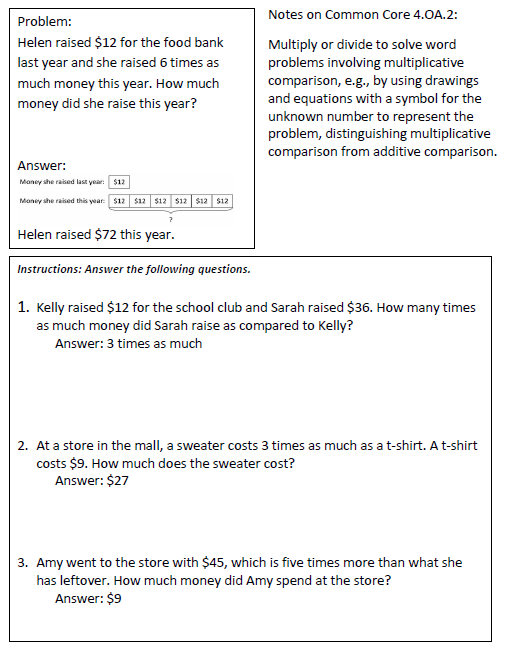 Problem:
Helen raised $12 for the food bank
last year and she raised 6 times as
much money this year. How much
money did she raise this year?
Answer:
Money she raised last year: $12
Money she raised this year: $12 $12 $12 $12 $12 $12
?
Helen raised $72 this year.
Notes on Common Core 4.OA.2:
Multiply or divide to solve word
problems involving multiplicative
comparison, e.g., by using drawings
and equations with a symbol for the
unknown number to represent the
problem, distinguishing multiplicative
comparison from additive comparison.
Instructions: Answer the following questions.
1. Kelly raised $12 for the school club and Sarah raised $36. How many times
as much money did Sarah raise as compared to Kelly?
Answer: 3 times as much
2. At a store in the mall, a sweater costs 3 times as much as a t-shirt. A t-shirt
costs $9. How much does the sweater cost?
Answer: $27
3. Amy went to the store with $45, which is five times more than what she
has leftover. How much money did Amy spend at the store?
Answer: $9